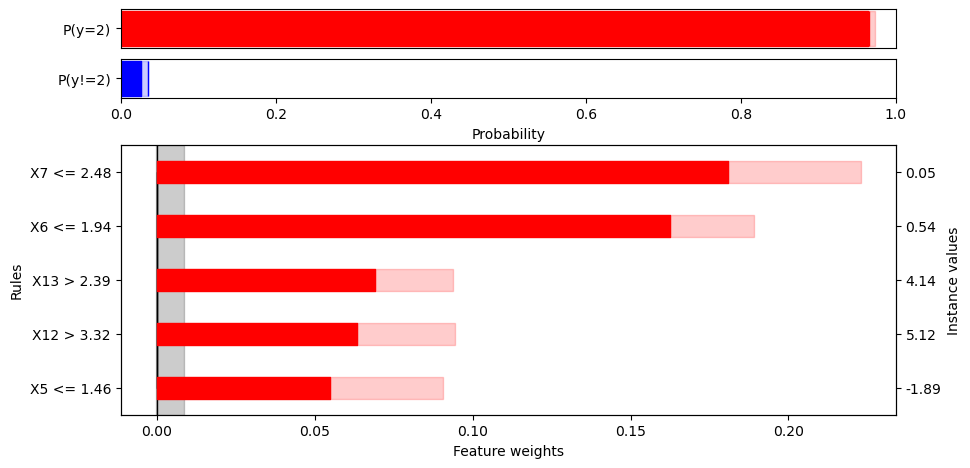 P(y=2)
P(y!=2)
0.0 0.2 0.4 0.6 0.8 1.0
Probability
X7 <= 2.48 0.05
X6 <= 1.94 0.54
X13 > 2.39 4.14
X12 > 3.32 5.12
X5 <= 1.46 -1.89
Rules
Instance values
0.00 0.05 0.10 0.15 0.20
Feature weights